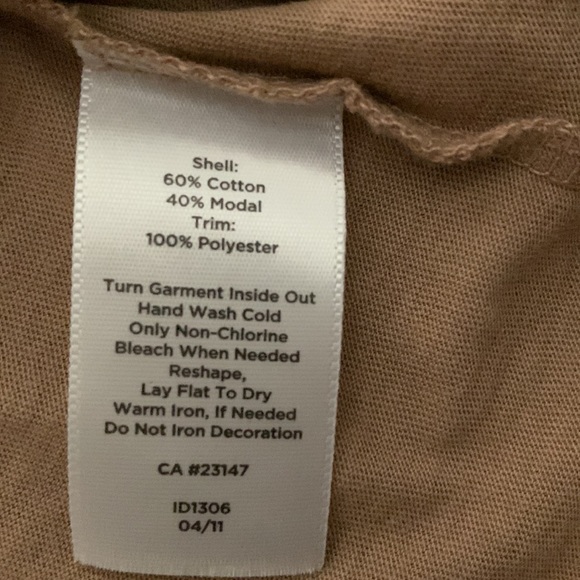 Shell:
60% Cotton
40% Modal
Trim:
100% Polyester
Turn Garment Inside Out
Hand Wash Cold
Only Non-Chlorine
Bleach When Needed
Reshape,
Lay Flat To Dry
Warm Iron, If Needed
Do Not Iron Decoration
CA #23147
ID1306
04/11